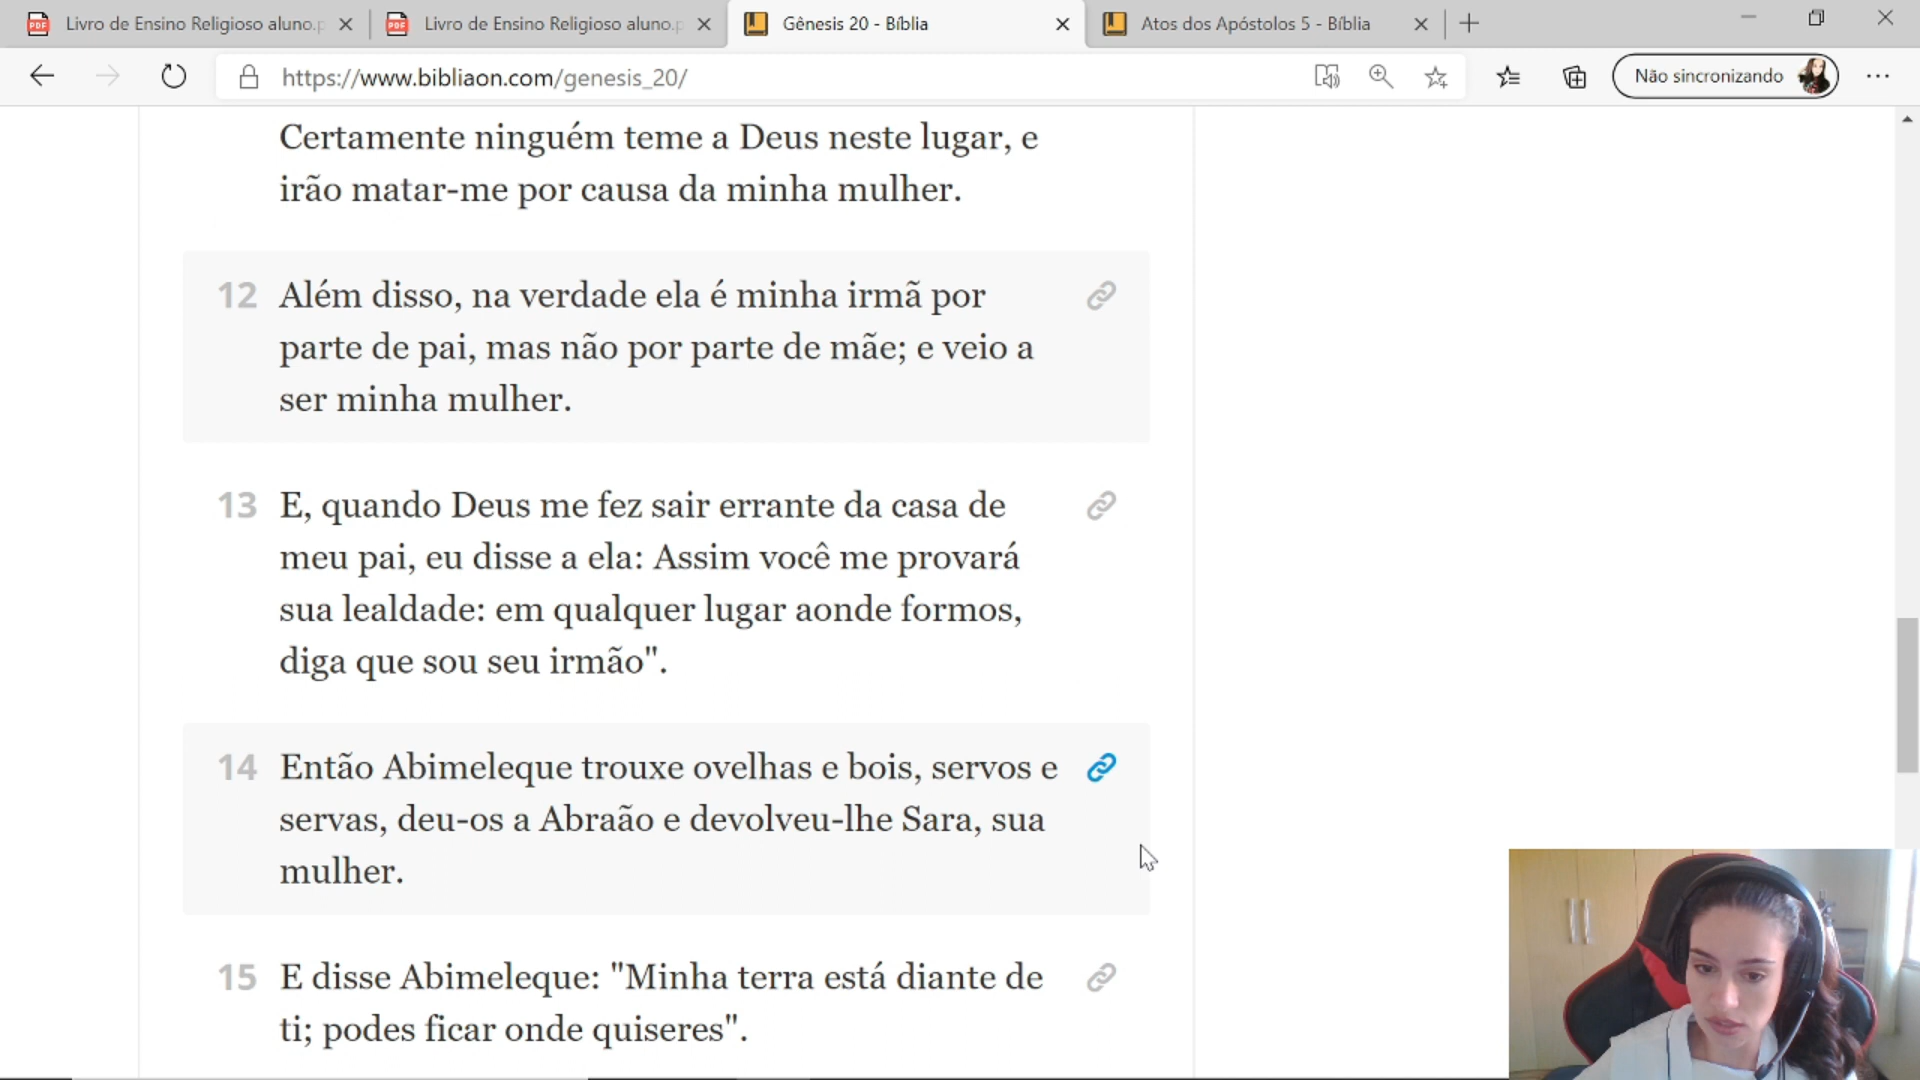 Livro de Ensino Religioso aluno.p
Livro de Ensino Religioso aluno.p
Gênesis 20 - Bíblia
Atos dos Apóstolos 5 - Bíblia
https://www.bibliaon.com/genesis_20/
Não sincronizando
Certamente ninguém teme a Deus neste lugar, e
irão matar-me por causa da minha mulher.
12 Além disso, na verdade ela é minha irmã por
parte de pai, mas não por parte de mãe; e veio a
ser minha mulher.
13 E, quando Deus me fez sair errante da casa de
meu pai, eu disse a ela: Assim você me provará
sua lealdade: em qualquer lugar aonde formos,
diga que sou seu irmão".
14 Então Abimeleque trouxe ovelhas e bois, servos e
servas, deu-os a Abraão e devolveu-lhe Sara, sua
mulher.
15 E disse Abimeleque: "Minha terra está diante de
ti; podes ficar onde quiseres".